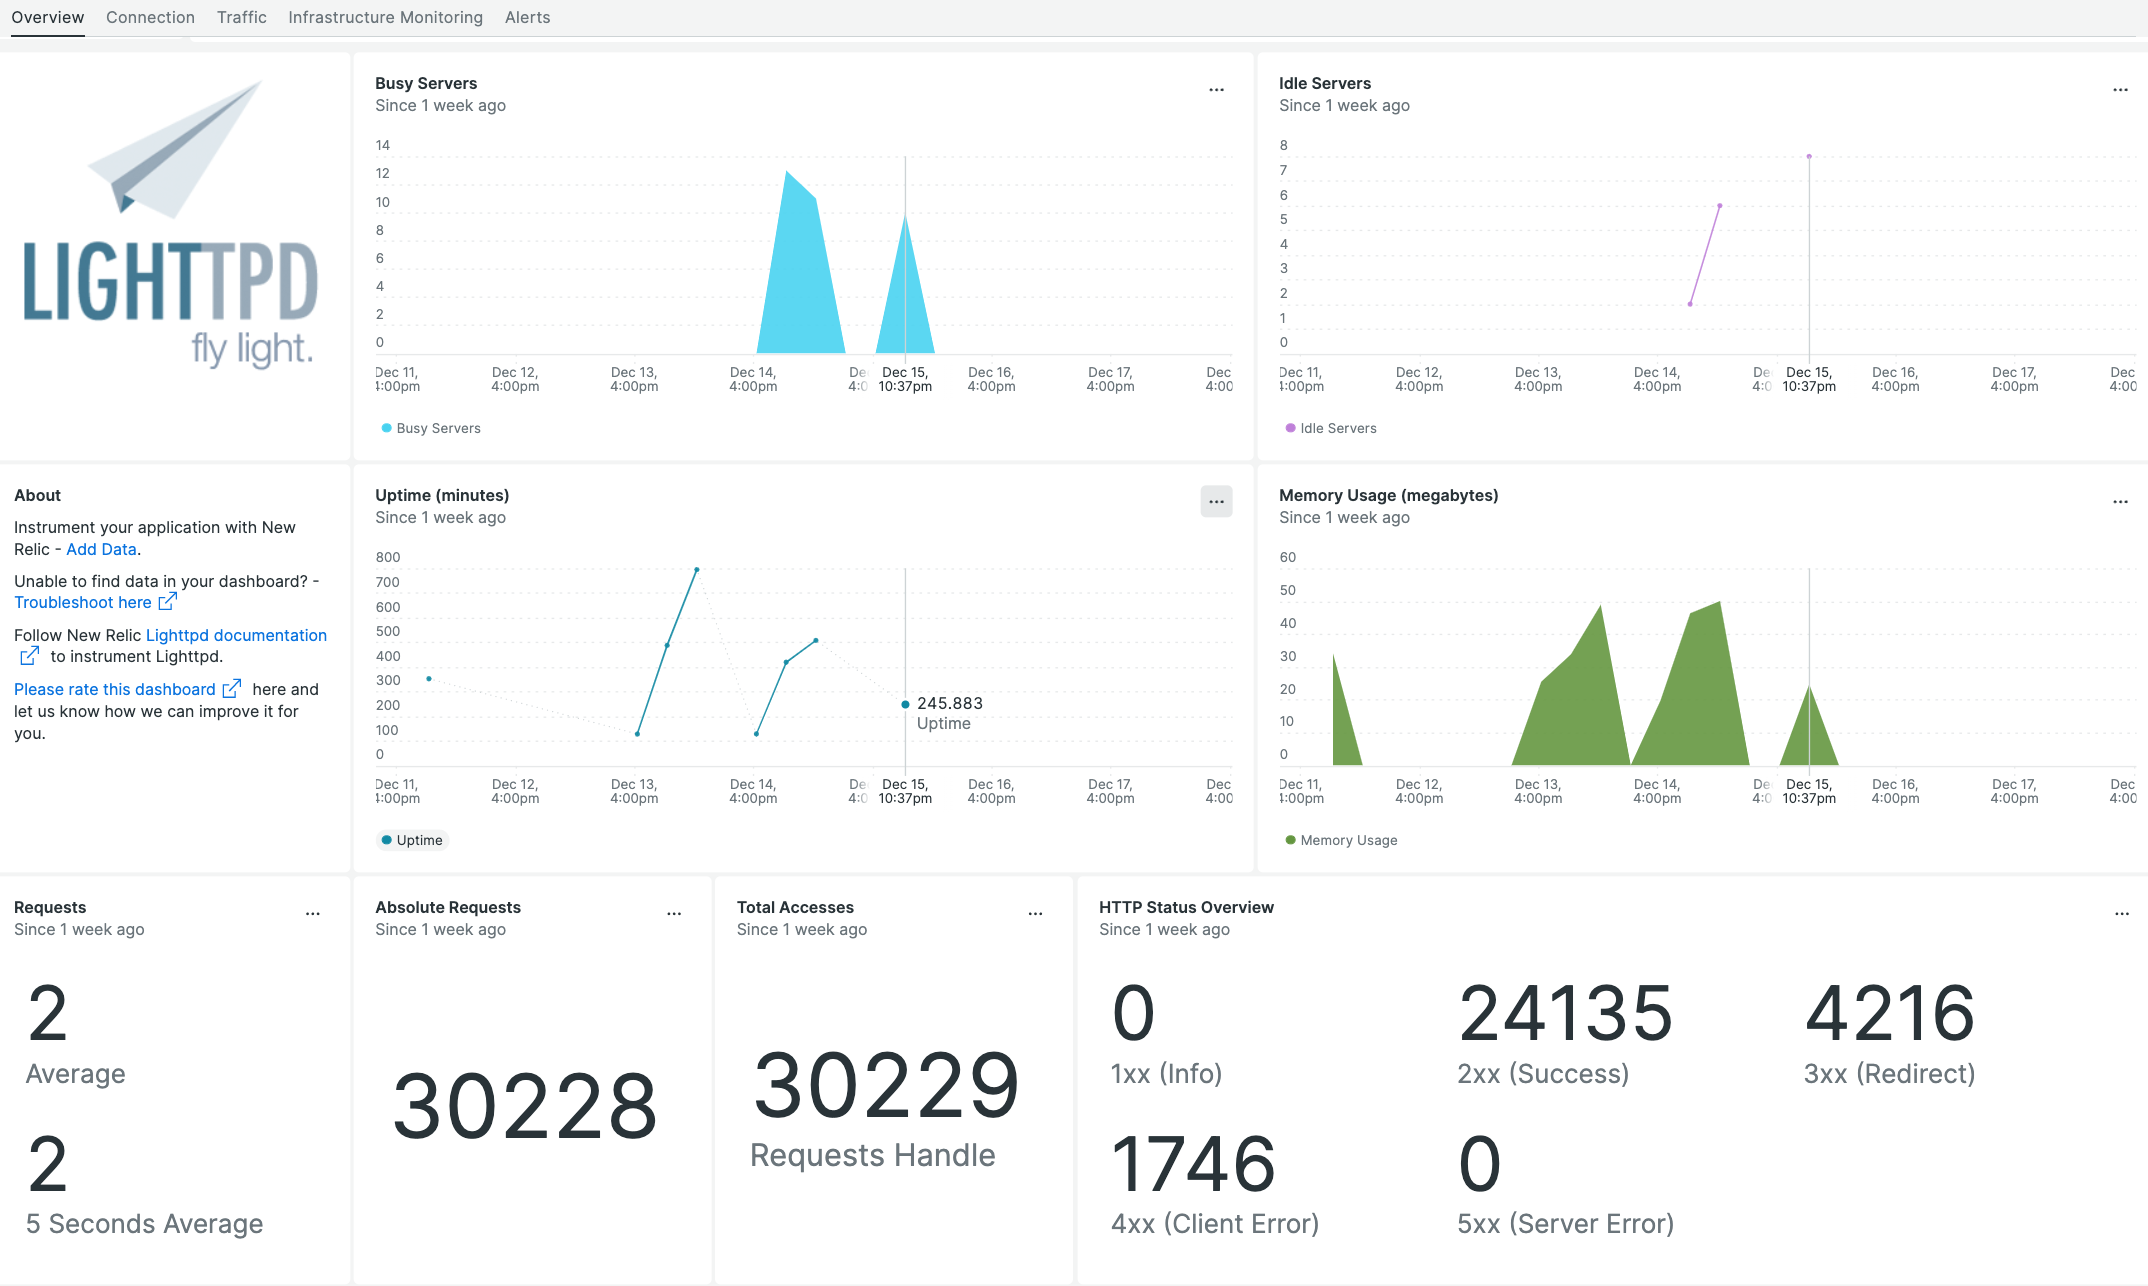 Overview Connection Traffic Infrastructure Monitoring Alerts
LIGHTTPD
fly light.
Busy Servers
Since 1 week ago
...
14
12
10
8
6
4
2
0
Dec 11, Dec 12, Dec 13, Dec 14, Dec Dec 15, Dec 16, Dec 17, Dec
4:00pm 4:00pm 4:00pm 4:00pm 4:0 10:37pm 4:00pm 4:00pm 4:00
Busy Servers
Idle Servers
Since 1 week ago
...
8
7
6
5
4
3
2
1
0
Dec 11, Dec 12, Dec 13, Dec 14, De Dec 15, Dec 16, Dec 17, Dec
4:00pm 4:00pm 4:00pm 4:00pm 4:0 10:37pm 4:00pm 4:00pm 4:00
Idle Servers
About
Instrument your application with New
Relic - Add Data.
Unable to find data in your dashboard? -
Troubleshoot here
Follow New Relic Lighttpd documentation
to instrument Lighttpd.
Please rate this dashboard here and
let us know how we can improve it for
you.
Uptime (minutes)
Since 1 week ago
...
800
700
600
500
400
300
200
100
0
245.883
Uptime
Dec 11, Dec 12, Dec 13, Dec 14, De Dec 15, Dec 16, Dec 17, Dec
4:00pm 4:00pm 4:00pm 4:00pm 4:0 10:37pm 4:00pm 4:00pm 4:00
Uptime
Memory Usage (megabytes)
Since 1 week ago
...
60
50
40
30
20
10
0
Dec 11, Dec 12, Dec 13, Dec 14, De Dec 15, Dec 16, Dec 17, Dec
4:00pm 4:00pm 4:00pm 4:00pm 4:0 10:37pm 4:00pm 4:00pm 4:00
Memory Usage
Requests
Since 1 week ago
...
2
Average
2
5 Seconds Average
Absolute Requests
Since 1 week ago
...
30228
Total Accesses
Since 1 week ago
...
30229
Requests Handle
HTTP Status Overview
Since 1 week ago
...
0 24135 4216
1xx (Info) 2xx (Success) 3xx (Redirect)
1746 0
4xx (Client Error) 5xx (Server Error)